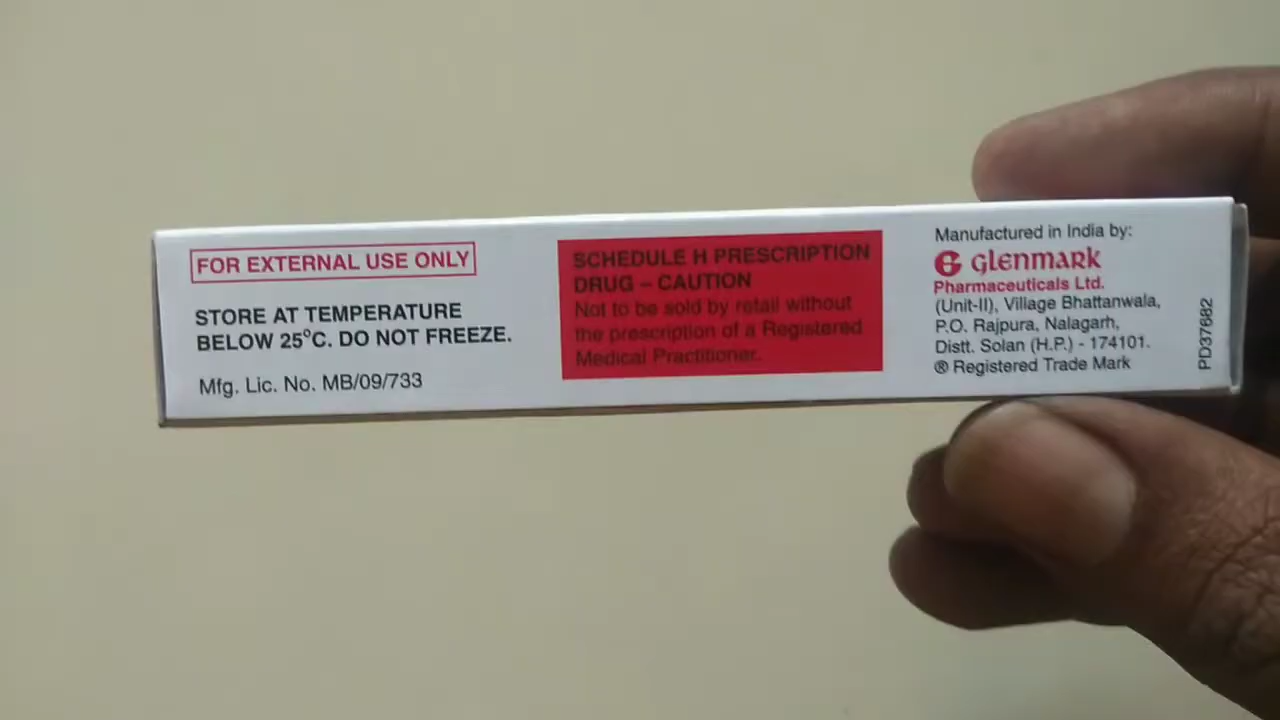 FOR EXTERNAL USE ONLY
STORE AT TEMPERATURE
BELOW 25°C. DO NOT FREEZE.
Mfg. Lic. No. MB/09/733
SCHEDULE H PRESCRIPTION
DRUG – CAUTION
Not to be sold by retail without
the prescription of a Registered
Medical Practitioner.
Manufactured in India by:
GLENMARK
Pharmaceuticals Ltd.
(Unit-II), Village Bhattanwala,
P.O. Rajpura, Nalagarh,
Distt. Solan (H.P.) - 174101.
® Registered Trade Mark
PD37682